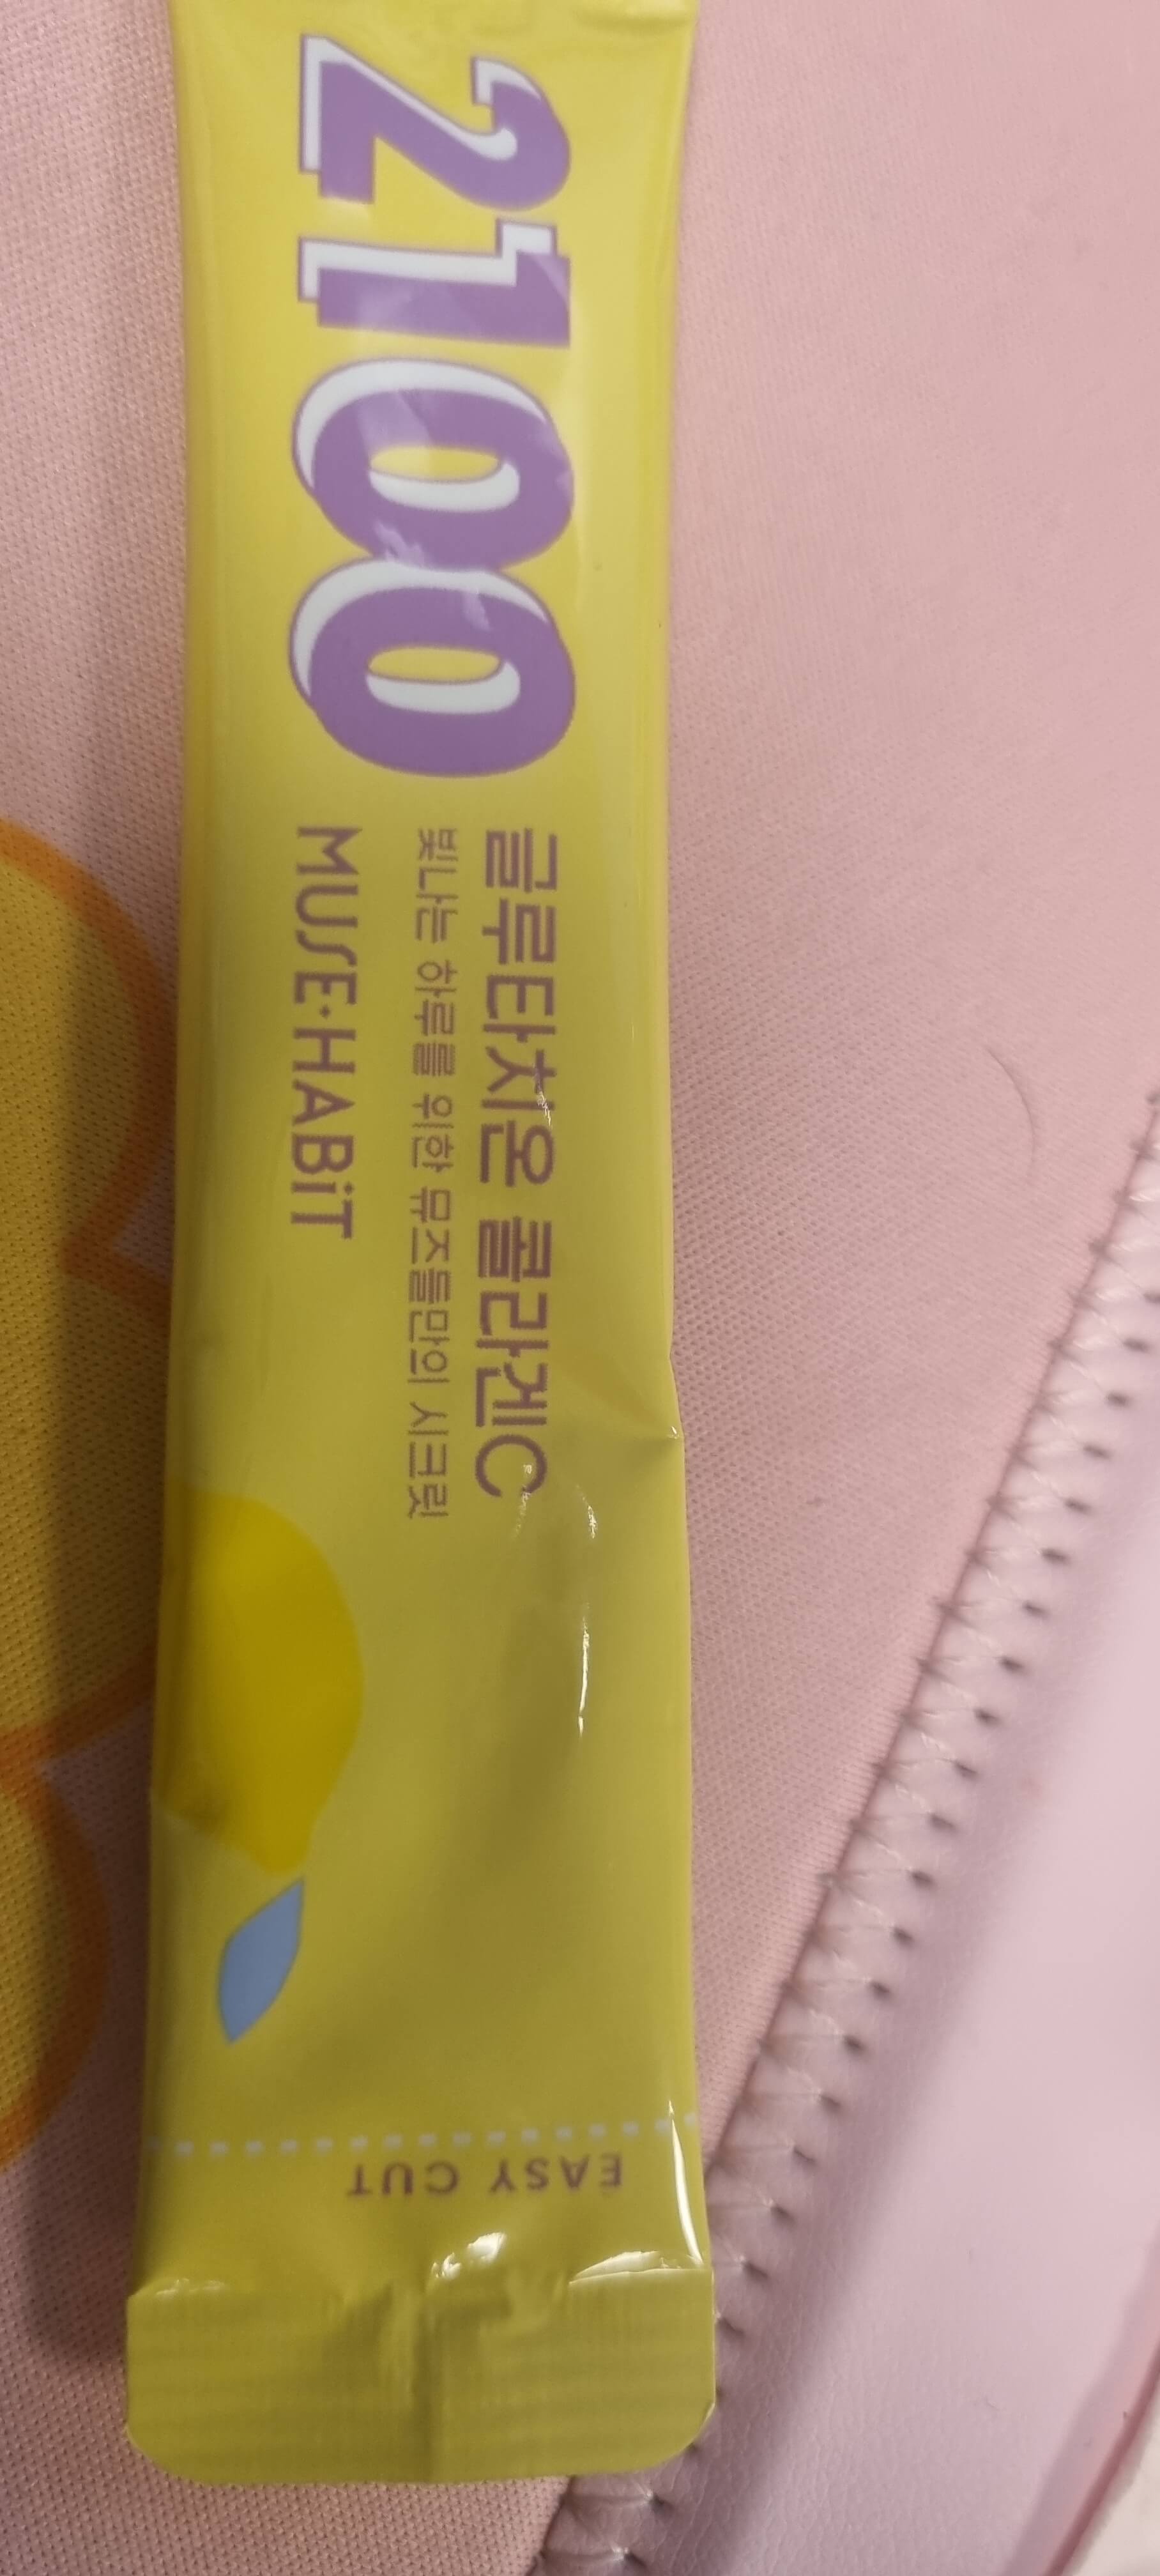 2100
글루타치온 콜라겐C
빛나는 하루를 위한 뮤즈들만의 시크릿
MUSE·HABiT
EASY CUT